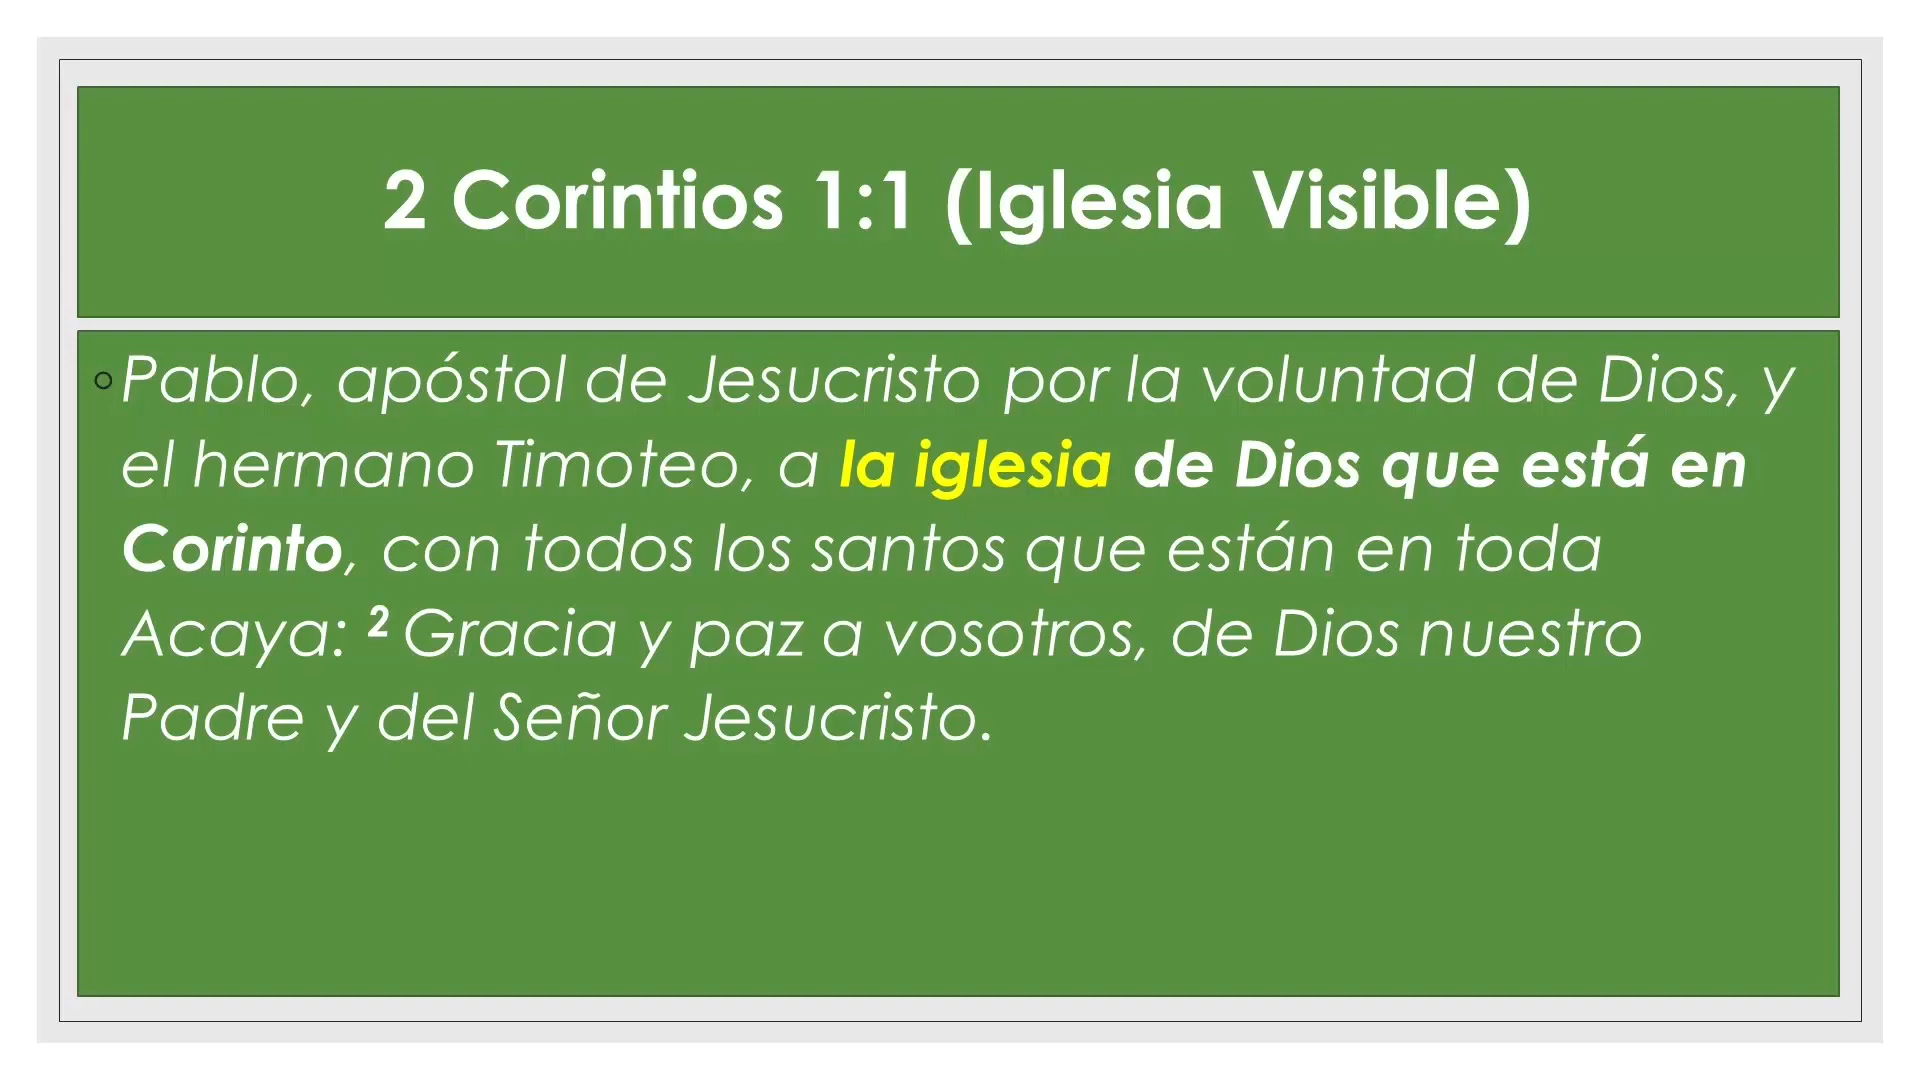 2 Corintios 1:1 (Iglesia Visible)
◦Pablo, apóstol de Jesucristo por la voluntad de Dios, y
el hermano Timoteo, a la iglesia de Dios que está en
Corinto, con todos los santos que están en toda
Acaya: ² Gracia y paz a vosotros, de Dios nuestro
Padre y del Señor Jesucristo.